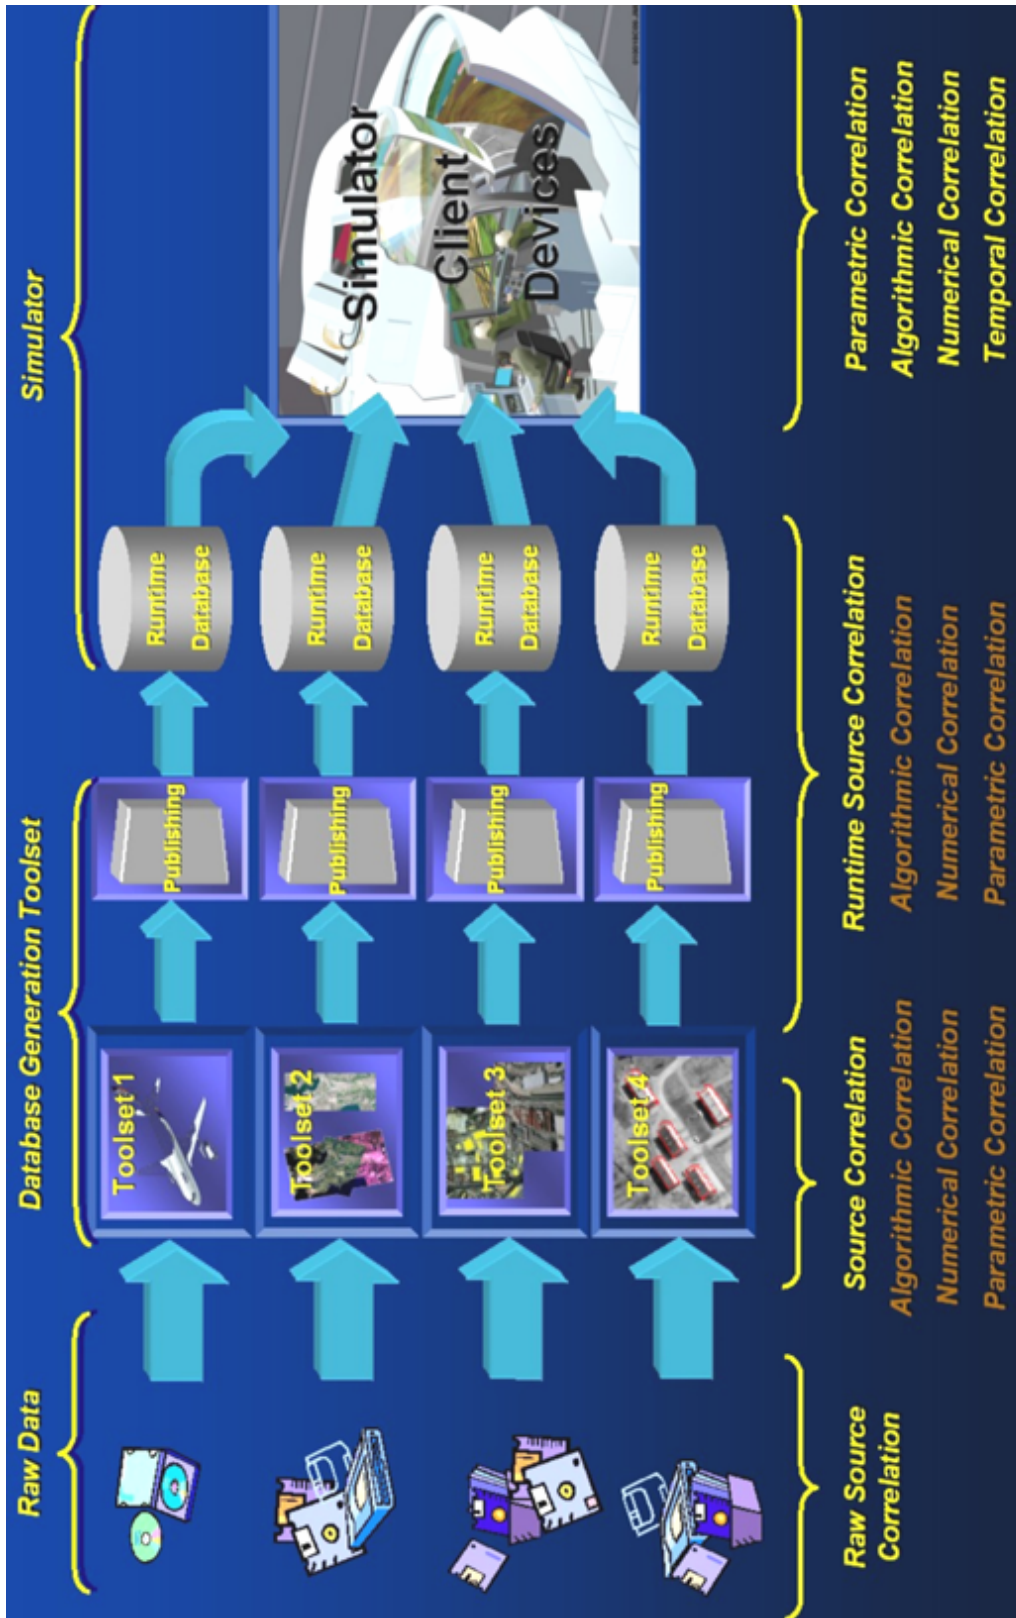 Raw Data
Database Generation Toolset
Simulator
Toolset 1
Publishing
Runtime
Database
Toolset 2
Publishing
Runtime
Database
Toolset 3
Publishing
Runtime
Database
Toolset 4
Publishing
Runtime
Database
Simulator
Client
Devices
Raw Source
Correlation
Source Correlation
Algorithmic Correlation
Numerical Correlation
Parametric Correlation
Runtime Source Correlation
Algorithmic Correlation
Numerical Correlation
Parametric Correlation
Parametric Correlation
Algorithmic Correlation
Numerical Correlation
Temporal Correlation